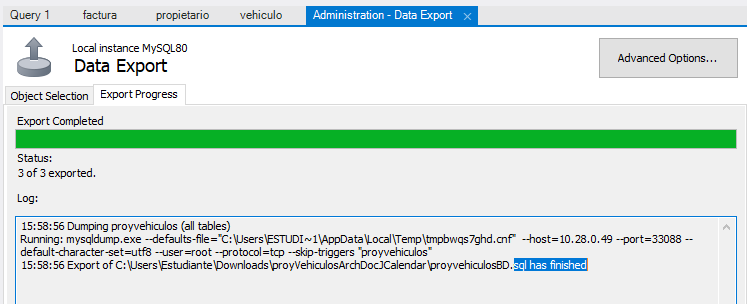 Query 1 factura propietario vehiculo Administration - Data Export ×
Local instance MySQL80
Data Export
Advanced Options...
Object Selection Export Progress
Export Completed
Status:
3 of 3 exported.
Log:
15:58:56 Dumping proyvehiculos (all tables)
Running: mysqldump.exe --defaults-file="C:\Users\ESTUDI~1\AppData\Local\Temp\tmpbwqs7ghd.cnf" --host=10.28.0.49 --port=33088 --
default-character-set=utf8 --user=root --protocol=tcp --skip-triggers "proyvehiculos"
15:58:56 Export of C:\Users\Estudiante\Downloads\proyVehiculosArchDocJCalendar\proyvehiculosBD.sql has finished